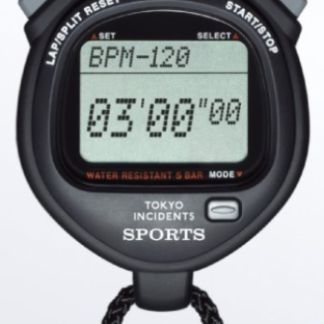 LAP/SPLIT RESET
START/STOP
▲SET SELECT▲
BPM-120
03'00"00
WATER RESISTANT 5 BAR MODE▼
TOKYO
INCIDENTS
SPORTS